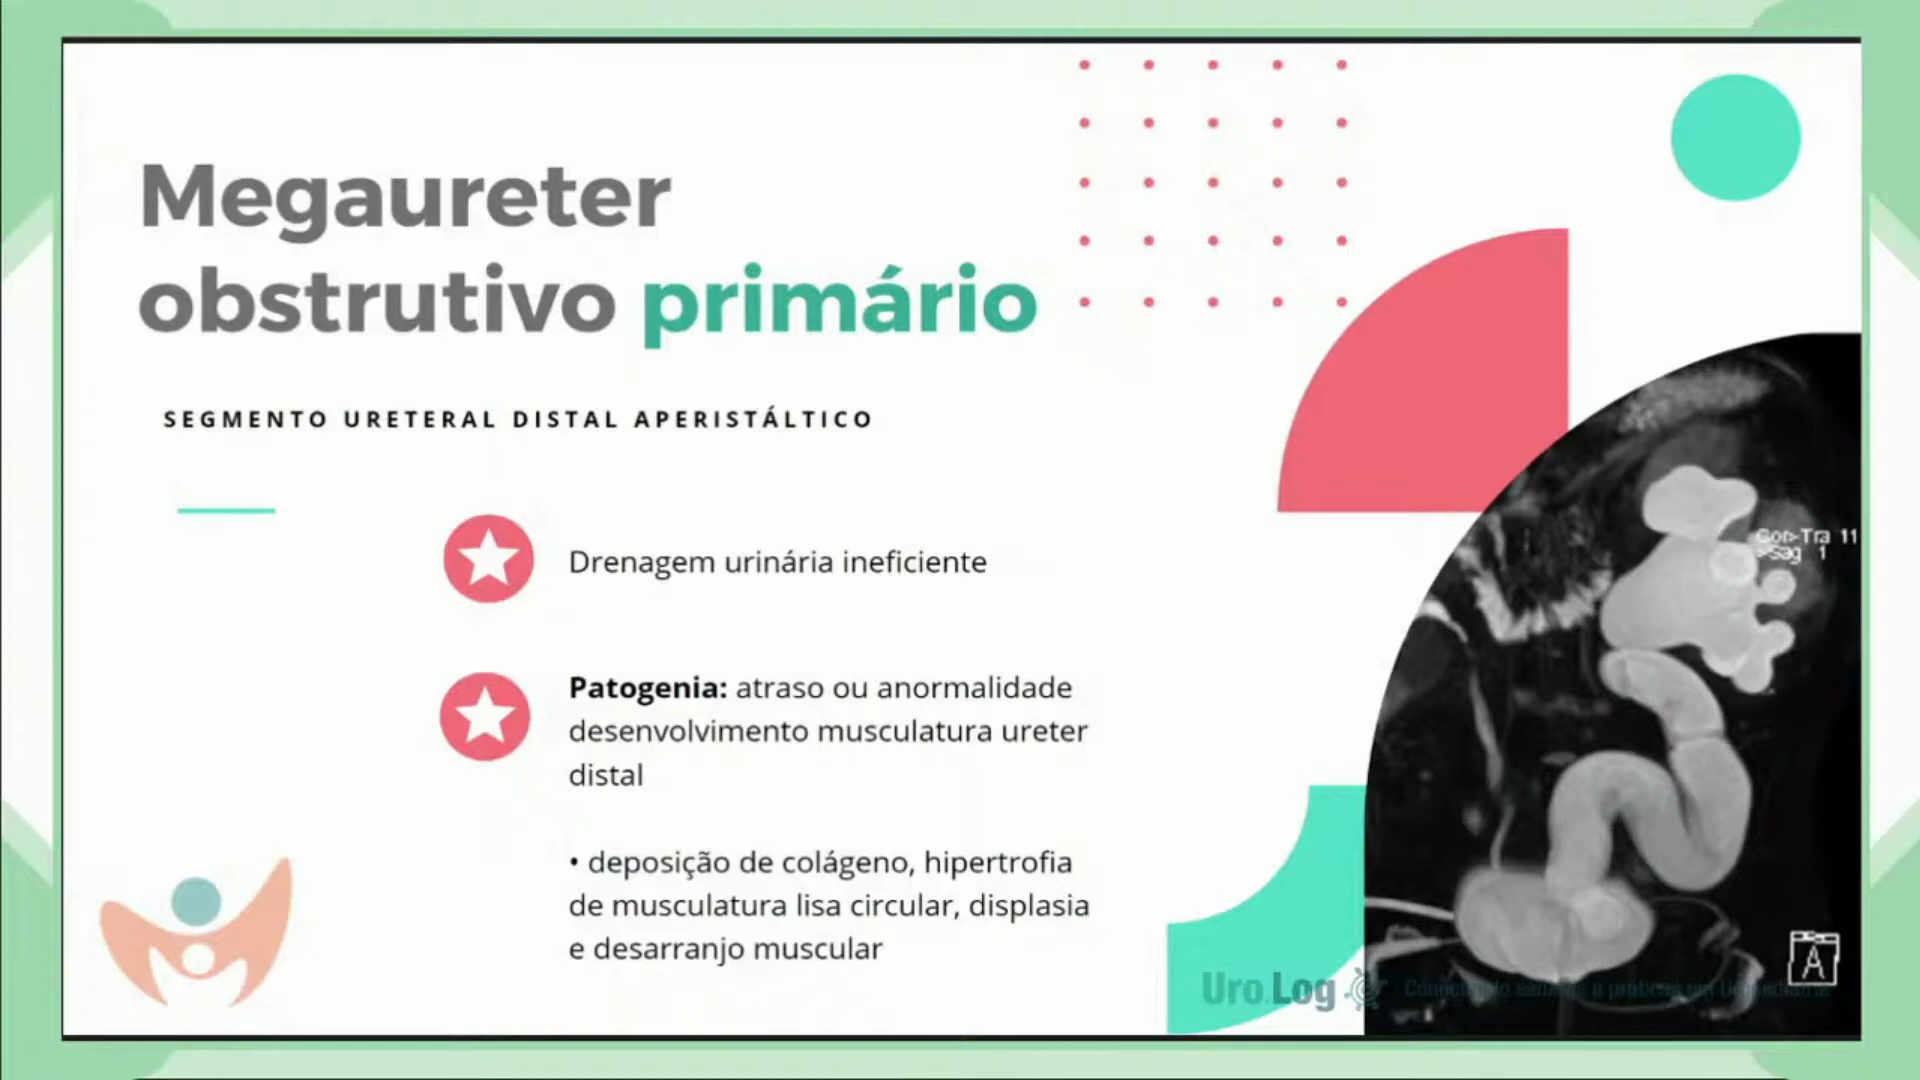 Megaureter
obstrutivo primário
SEGMENTO URETERAL DISTAL APERISTÁLTICO
Drenagem urinária ineficiente
Patogenia: atraso ou anormalidade
desenvolvimento musculatura ureter
distal
• deposição de colágeno, hipertrofia
de musculatura lisa circular, displasia
e desarranjo muscular
Cor>Tra 11
>Sag 1
A
Uro.Log